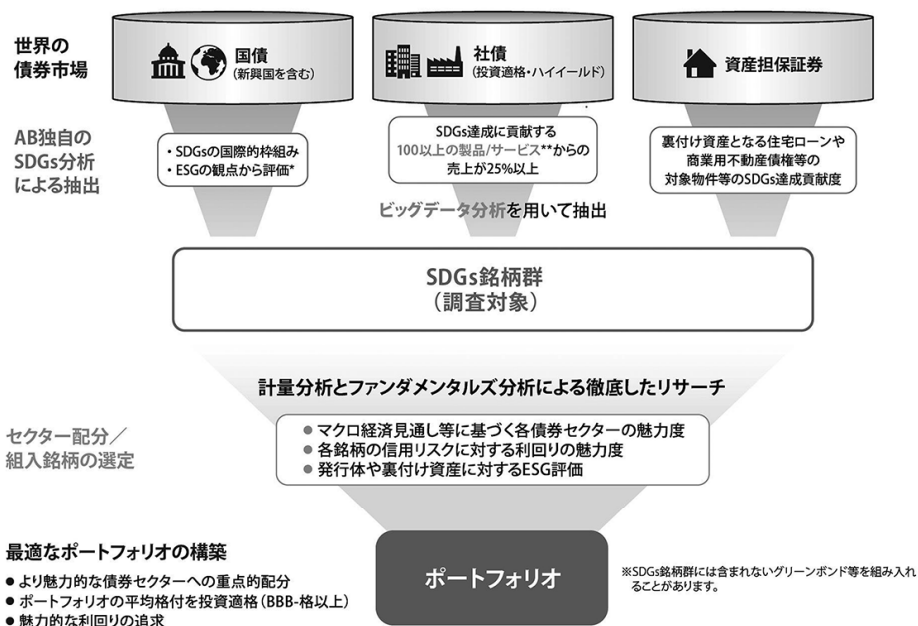 世界の
債券市場
国債
(新興国を含む)
社債
(投資適格・ハイイールド)
資産担保証券
AB独自の
SDGs分析
による抽出
・SDGsの国際的枠組み
・ESGの観点から評価*
SDGs達成に貢献する
100以上の製品/サービス**からの
売上が25%以上
裏付け資産となる住宅ローンや
商業用不動産債権等の
対象物件等のSDGs達成貢献度
ビッグデータ分析を用いて抽出
SDGs銘柄群
(調査対象)
計量分析とファンダメンタルズ分析による徹底したリサーチ
セクター配分/
組入銘柄の選定
● マクロ経済見通し等に基づく各債券セクターの魅力度
● 各銘柄の信用リスクに対する利回りの魅力度
● 発行体や裏付け資産に対するESG評価
最適なポートフォリオの構築
● より魅力的な債券セクターへの重点的配分
● ポートフォリオの平均格付を投資適格(BBB-格以上)
● 魅力的な利回りの追求
ポートフォリオ
※SDGs銘柄群には含まれないグリーンボンド等を組み入れ
ることがあります。